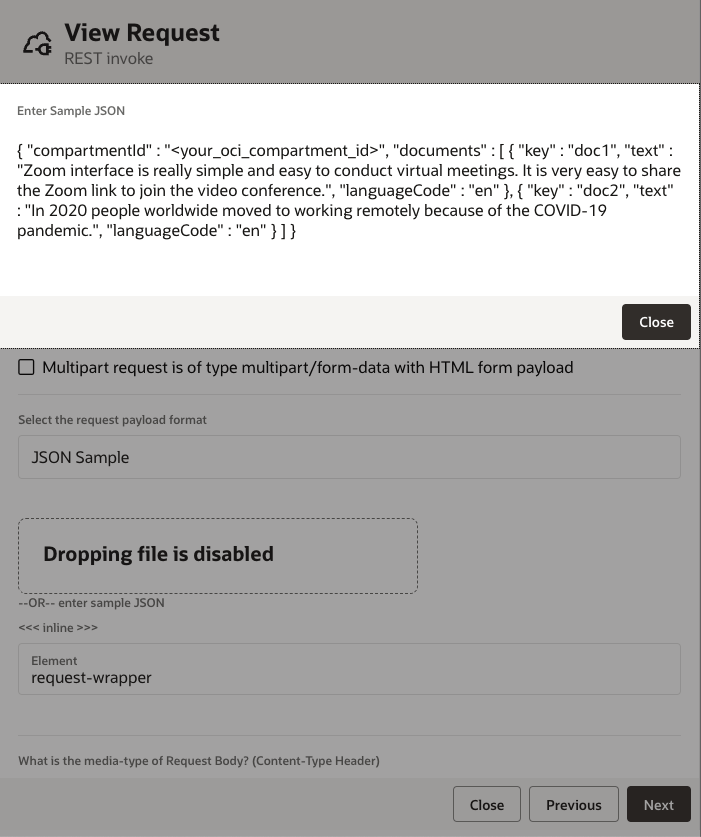 View Request
REST invoke
Enter Sample JSON
{ "compartmentId" : "<your_oci_compartment_id>", "documents" : [ { "key" : "doc1", "text" :
"Zoom interface is really simple and easy to conduct virtual meetings. It is very easy to share
the Zoom link to join the video conference.", "languageCode" : "en" }, { "key" : "doc2", "text"
: "In 2020 people worldwide moved to working remotely because of the COVID-19
pandemic.", "languageCode" : "en" } ] }
Close
Multipart request is of type multipart/form-data with HTML form payload
Select the request payload format
JSON Sample
Dropping file is disabled
--OR-- enter sample JSON
<<< inline >>>
Element
request-wrapper
What is the media-type of Request Body? (Content-Type Header)
Close Previous Next